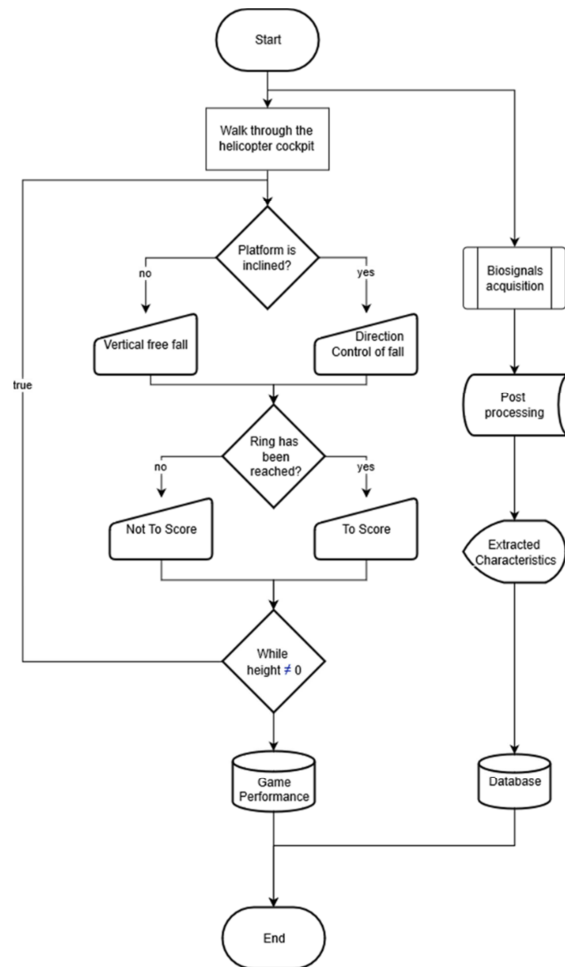 Start
Walk through the
helicopter cockpit
Platform is
inclined?
no
yes
Biosignals
acquisition
Vertical free fall
Direction
Control of fall
true
Post
processing
Ring has
been
reached?
no
yes
Not To Score
To Score
Extracted
Characteristics
While
height ≠ 0
Game
Performance
Database
End